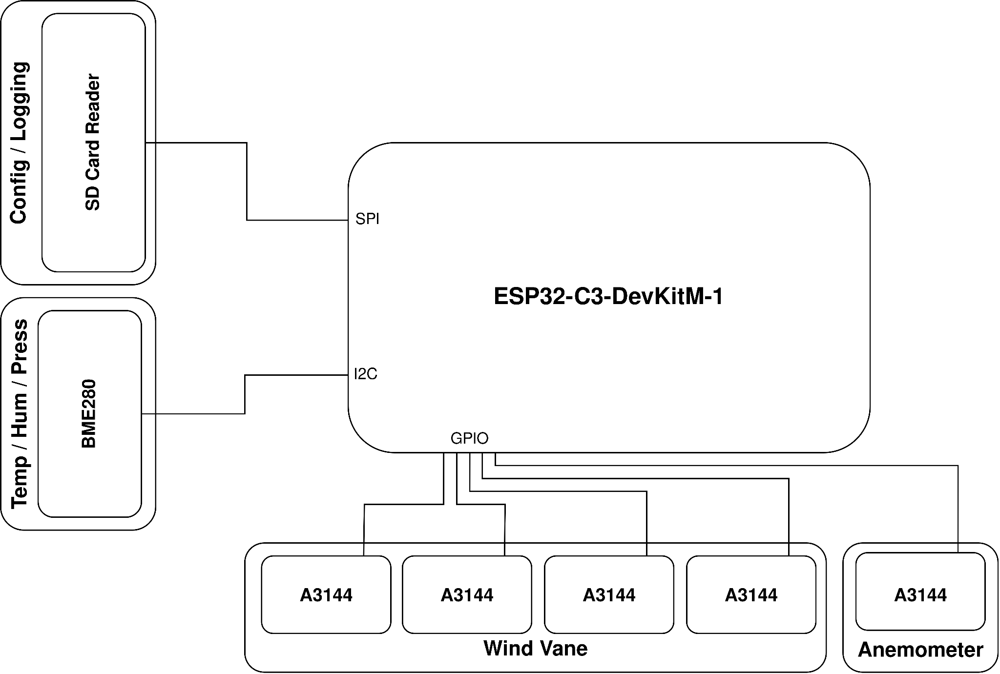 Config / Logging
SD Card Reader
Temp / Hum / Press
BME280
SPI
ESP32-C3-DevKitM-1
I2C
GPIO
A3144
A3144
A3144
A3144
Wind Vane
A3144
Anemometer